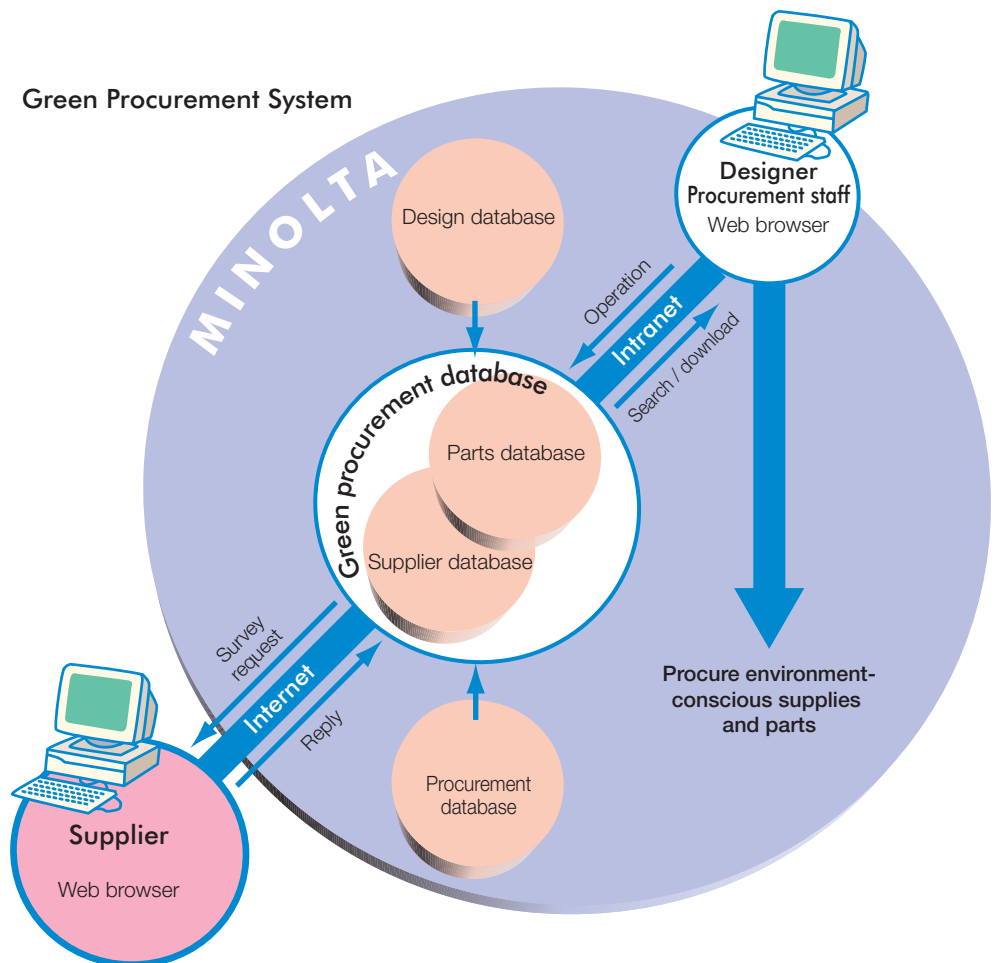 Green Procurement System
MINOLTA
Designer
Procurement staff
Web browser
Design database
Operation
Intranet
Search / download
Green procurement database
Parts database
Supplier database
Survey
request
Internet
Reply
Procure environment-
conscious supplies
and parts
Procurement
database
Supplier
Web browser